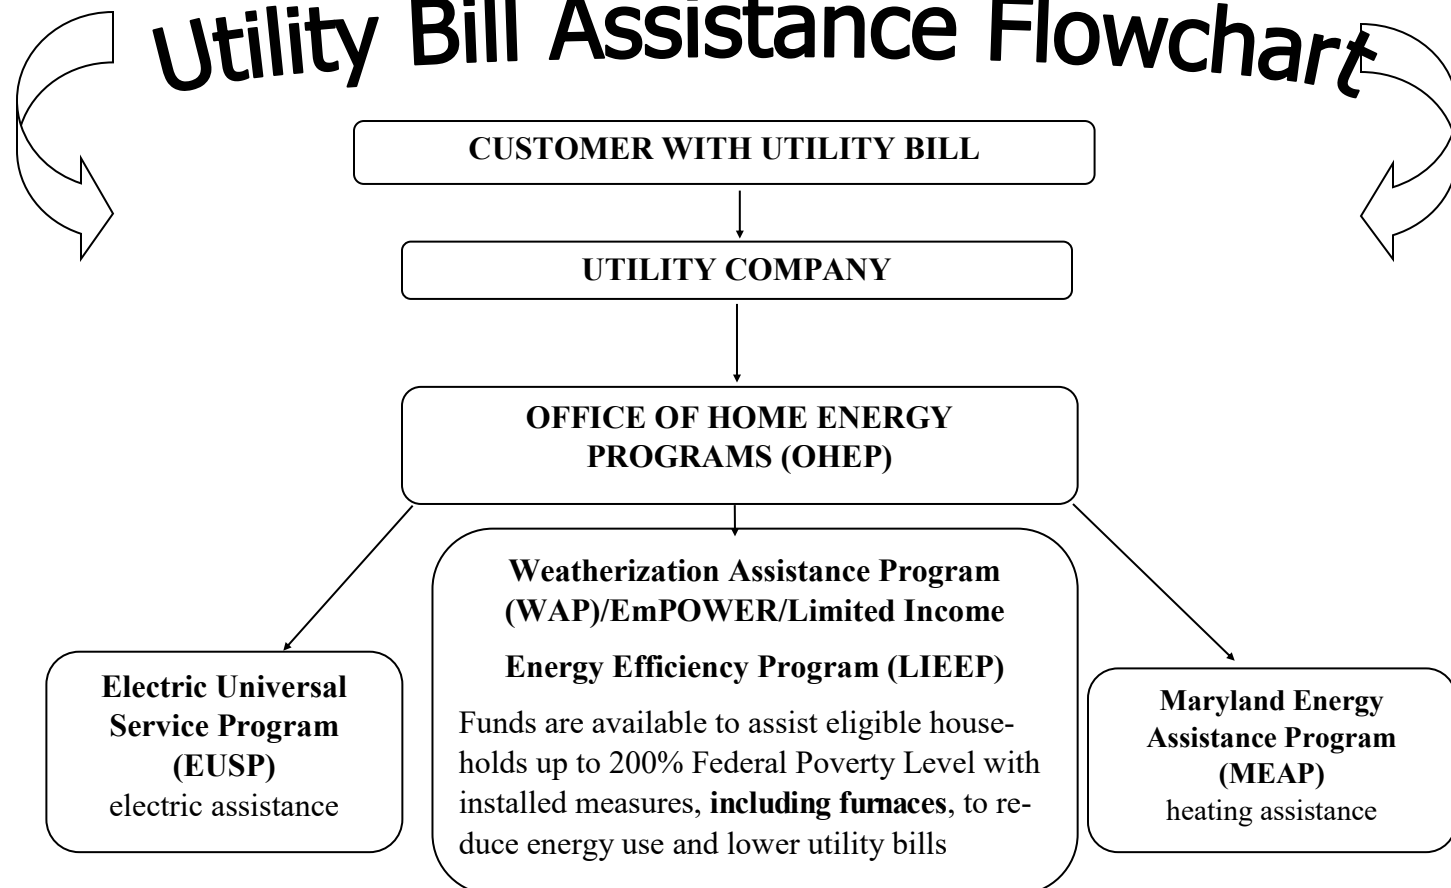 Utility Bill Assistance Flowchart
CUSTOMER WITH UTILITY BILL
UTILITY COMPANY
OFFICE OF HOME ENERGY
PROGRAMS (OHEP)
Electric Universal
Service Program
(EUSP)
electric assistance
Weatherization Assistance Program
(WAP)/EmPOWER/Limited Income
Energy Efficiency Program (LIEEP)
Funds are available to assist eligible house-
holds up to 200% Federal Poverty Level with
installed measures, including furnaces, to re-
duce energy use and lower utility bills
Maryland Energy
Assistance Program
(MEAP)
heating assistance